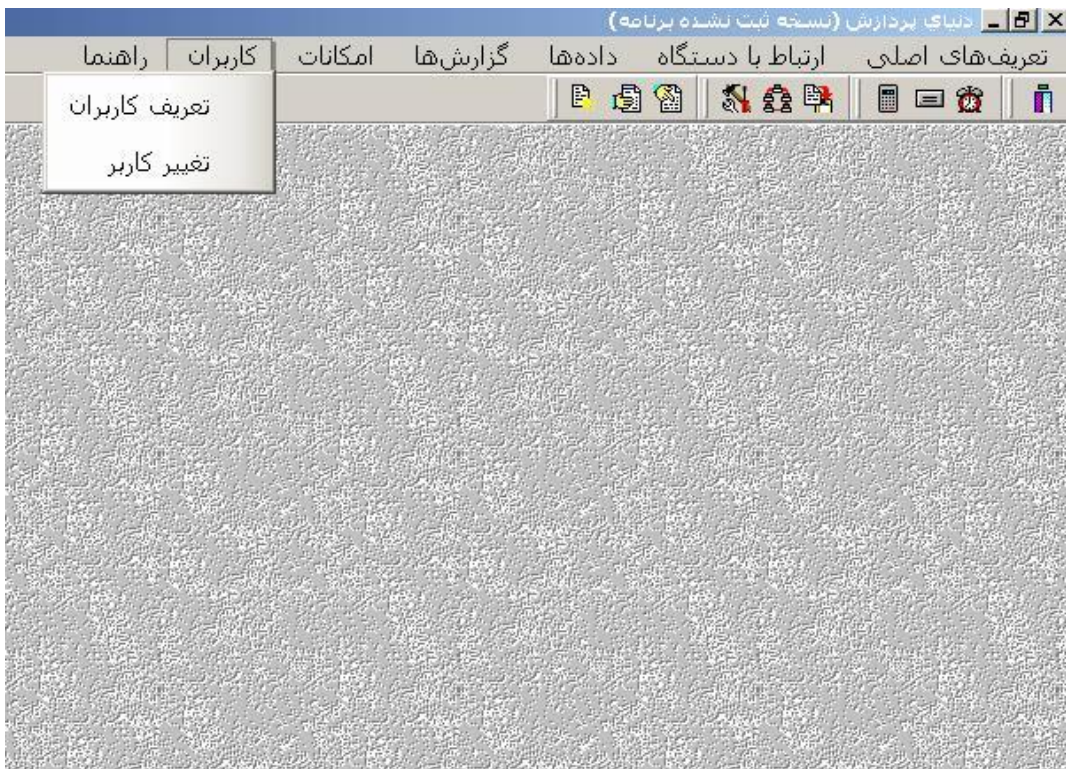 دنیاي پردازش (نسخه ثبت نشده برنامه)
تعریف‌های اصلی ارتباط با دستگاه داده‌ها گزارش‌ها امکانات کاربران راهنما
تعریف کاربران
تغییر کاربر